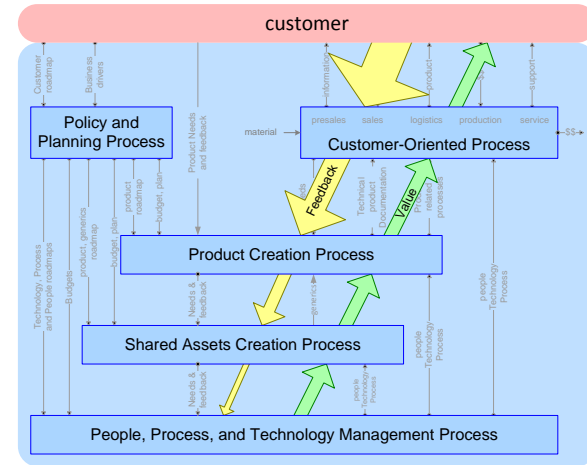 customer
Customer
roadmap
Business
drivers
Product Needs
and feedback
information
product
$$
support
Policy and
Planning Process
presales sales logistics production service
material
Customer-Oriented Process
$$
product
roadmap
budget, plan
Feedback
Technical
product
Documentation
Value
related
processes
Technology, Process
and People roadmaps
Budgets
product, generics
roadmap
budget, plan
people
Technology
Process
Product Creation Process
Needs &
feedback
generics
people
Technology
Process
Shared Assets Creation Process
Needs &
feedback
people
Technology
Process
People, Process, and Technology Management Process